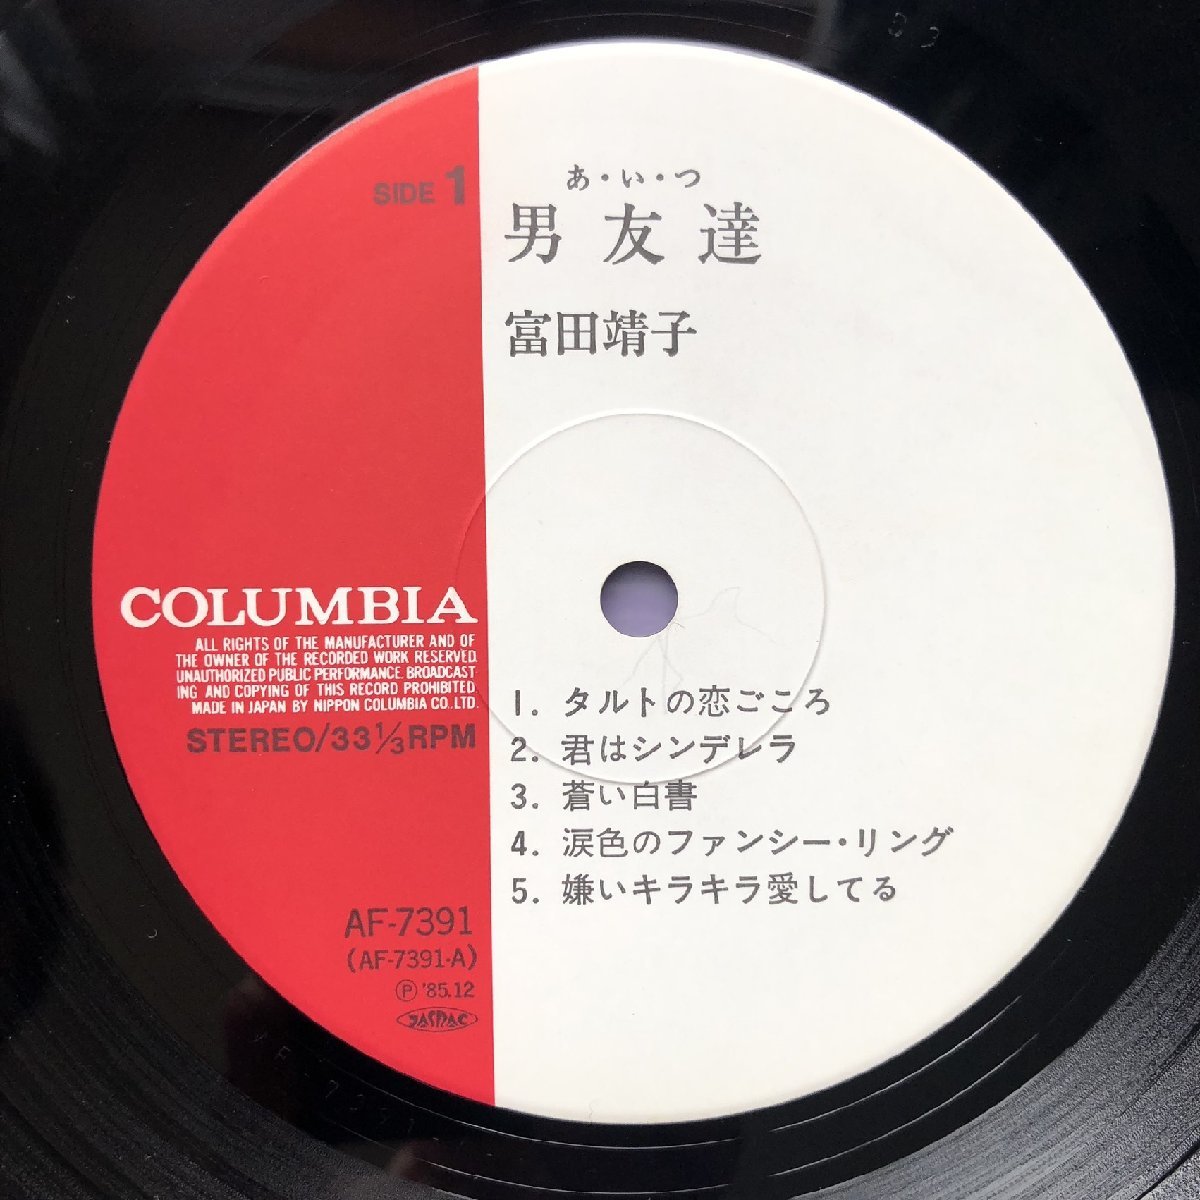 SIDE 1
あ・い・つ
男友達
富田靖子
COLUMBIA
ALL RIGHTS OF THE MANUFACTURER AND OF
THE OWNER OF THE RECORDED WORK RESERVED.
UNAUTHORIZED PUBLIC PERFORMANCE. BROADCAST
ING AND COPYING OF THIS RECORD PROHIBITED.
MADE IN JAPAN BY NIPPON COLUMBIA CO.,LTD.
STEREO/33 1/3 RPM
1. タルトの恋ごころ
2. 君はシンデレラ
3. 蒼い白書
4. 涙色のファンシー・リング
5. 嫌いキラキラ愛してる
AF-7391
(AF-7391-A)
Ⓟ '85.12
JASRAC